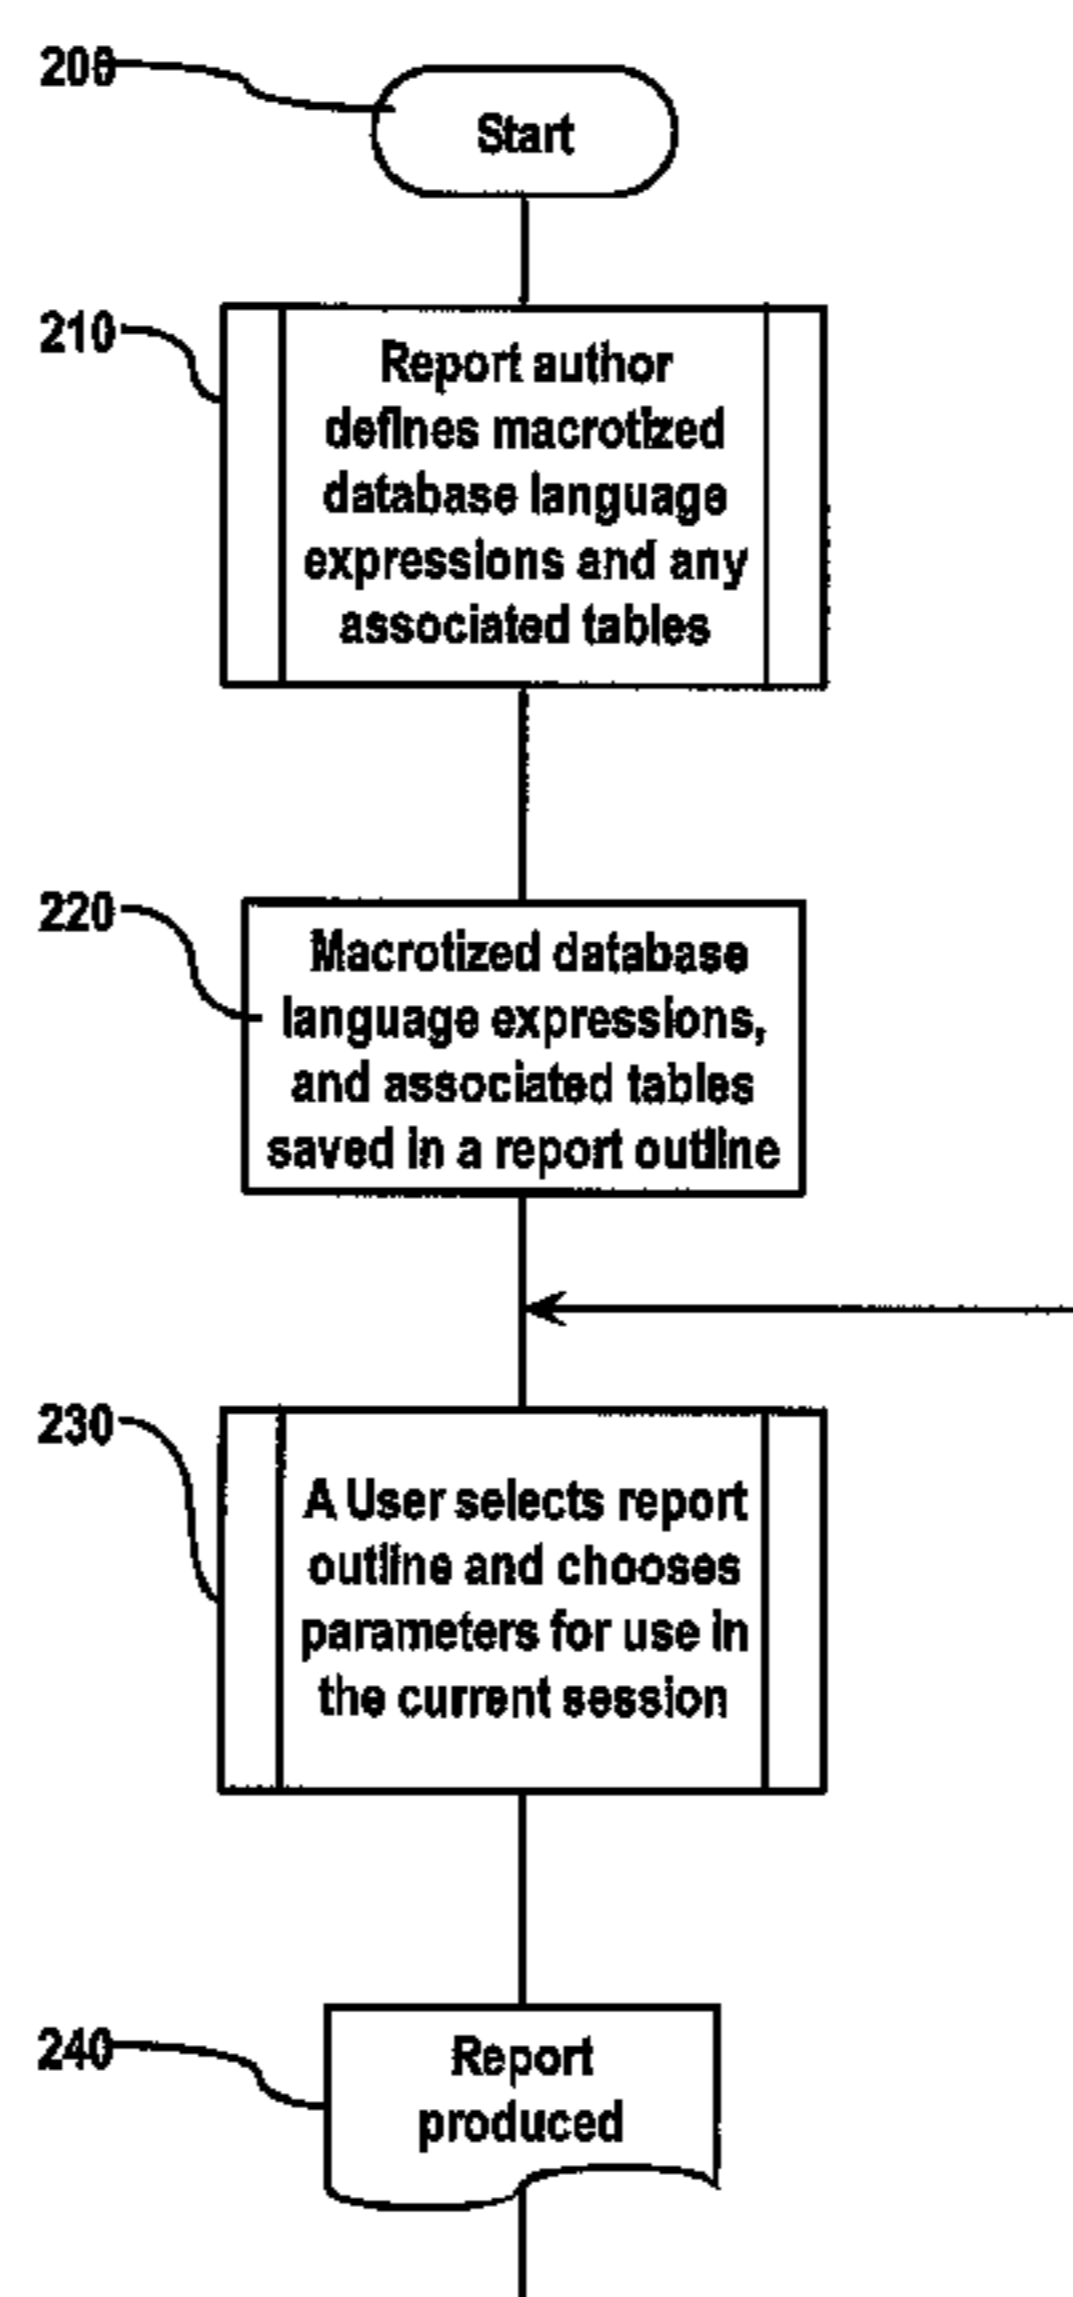 200
Start
210
Report author
defines macrotized
database language
expressions and any
associated tables
220
Macrotized database
language expressions,
and associated tables
saved in a report outline
230
A User selects report
outline and chooses
parameters for use in
the current session
240
Report
produced